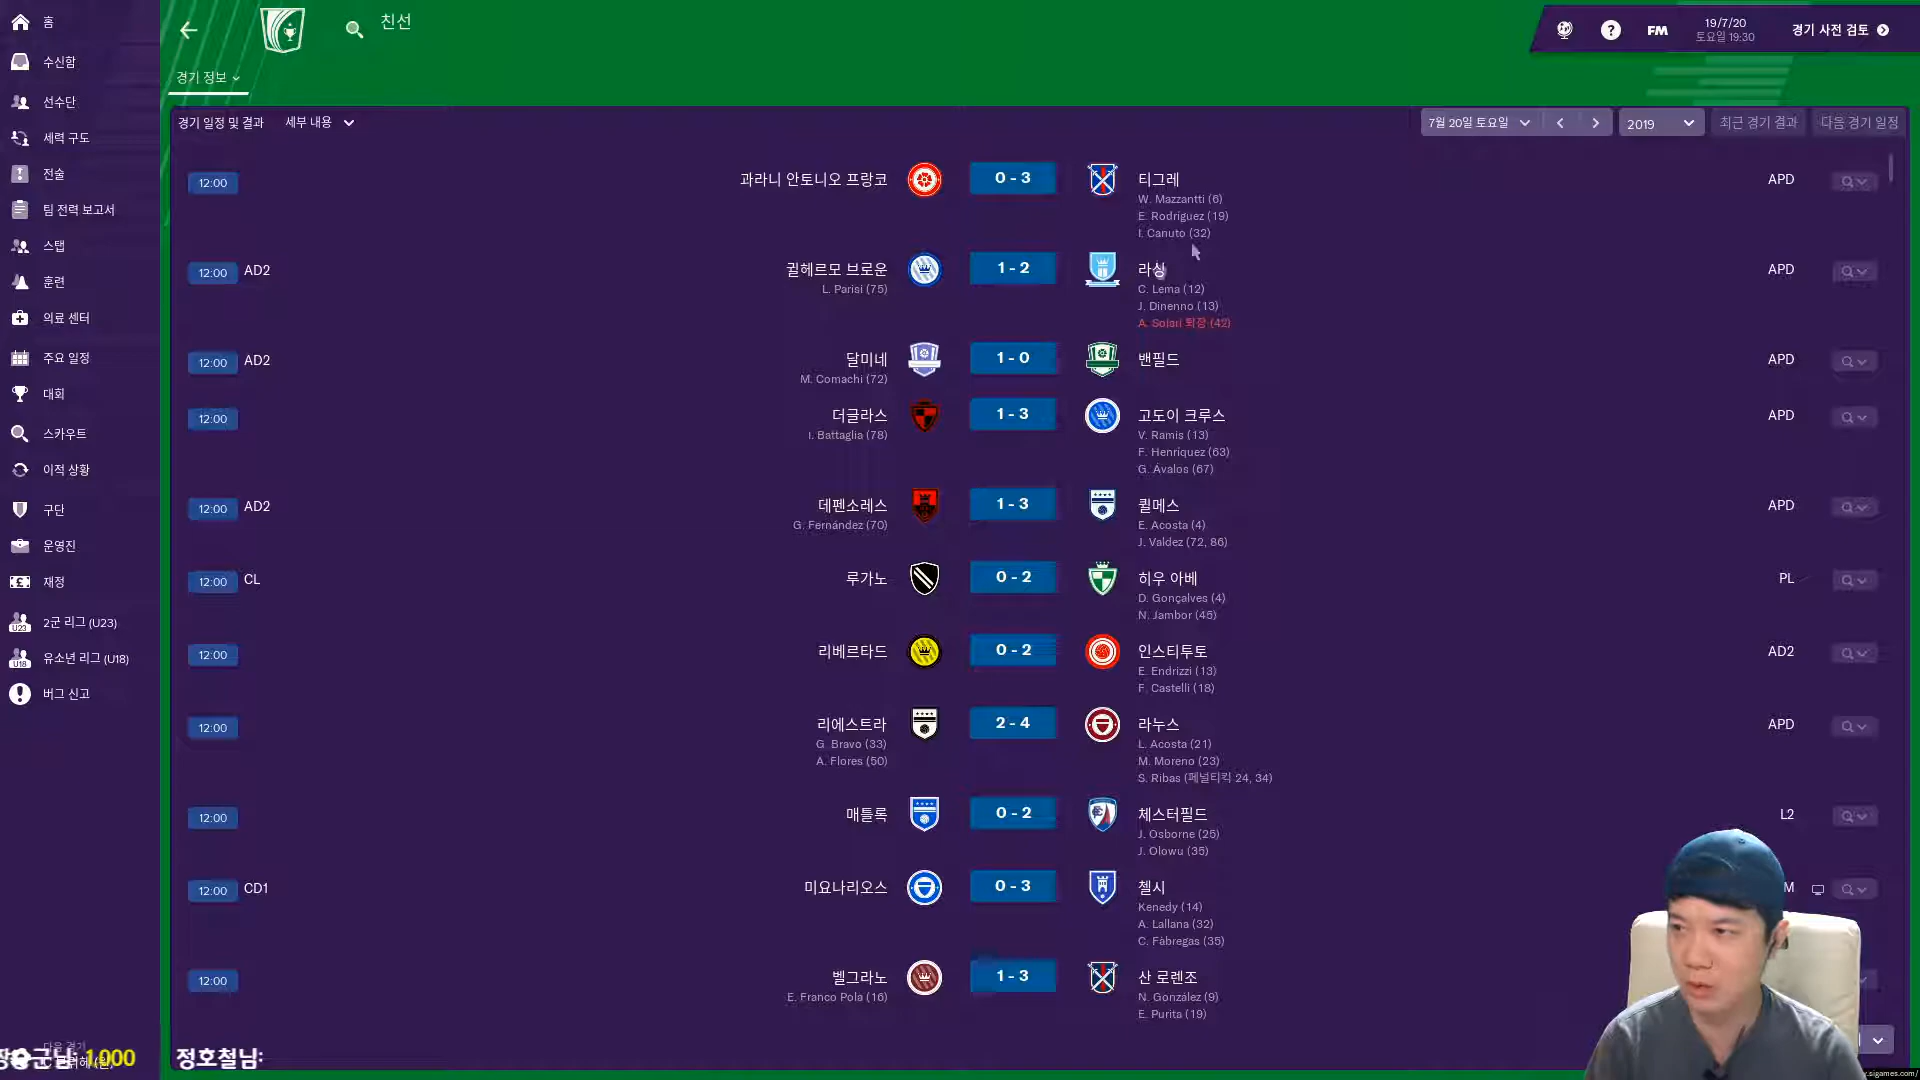 홈
친선
19/7/20
토요일 19:30
경기 사전 검토
FM
수신함
경기 정보
선수단
경기 일정 및 결과
세부 내용
7월 20일 토요일
2019
최근 경기 결과
다음 경기 일정
세력 구도
전술
팀 전력 보고서
스탭
훈련
의료 센터
주요 일정
대회
스카우트
이적 상황
구단
운영진
재정
2군 리그 (U23)
U23
유소년 리그 (U18)
U18
버그 신고
12:00 과라니 안토니오 프랑코 0 - 3 티그레 APD
W. Mazzantti (6)
E. Rodríguez (19)
I. Canuto (32)
12:00 AD2 귈헤르모 브로운 1 - 2 라싱 APD
L. Parisi (75) C. Lema (12)
J. Dinenno (13)
A. Solari 퇴장 (42)
12:00 AD2 달미네 1 - 0 밴필드 APD
M. Comachi (72)
12:00 더글라스 1 - 3 고도이 크루스 APD
I. Battaglia (78) V. Ramis (13)
F. Henríquez (63)
G. Ávalos (67)
12:00 AD2 데펜소레스 1 - 3 퀼메스 APD
G. Fernández (70) E. Acosta (4)
J. Valdez (72, 86)
12:00 CL 루가노 0 - 2 히우 아베 PL
D. Gonçalves (4)
N. Jambor (45)
12:00 리베르타드 0 - 2 인스티투토 AD2
E. Endrizzi (13)
F. Castelli (18)
12:00 리에스트라 2 - 4 라누스 APD
G. Bravo (33) L. Acosta (21)
A. Flores (50) M. Moreno (23)
S. Ribas (페널티킥 24, 34)
12:00 매틀록 0 - 2 체스터필드 L2
J. Osborne (25)
J. Olowu (35)
12:00 CD1 미요나리오스 0 - 3 첼시 M
Kenedy (14)
A. Lallana (32)
C. Fàbregas (35)
12:00 벨그라노 1 - 3 산 로렌조
E. Franco Pola (16) N. González (9)
E. Purita (19)
다음 경기
군님: 1000 정호철님:
sigames.com/